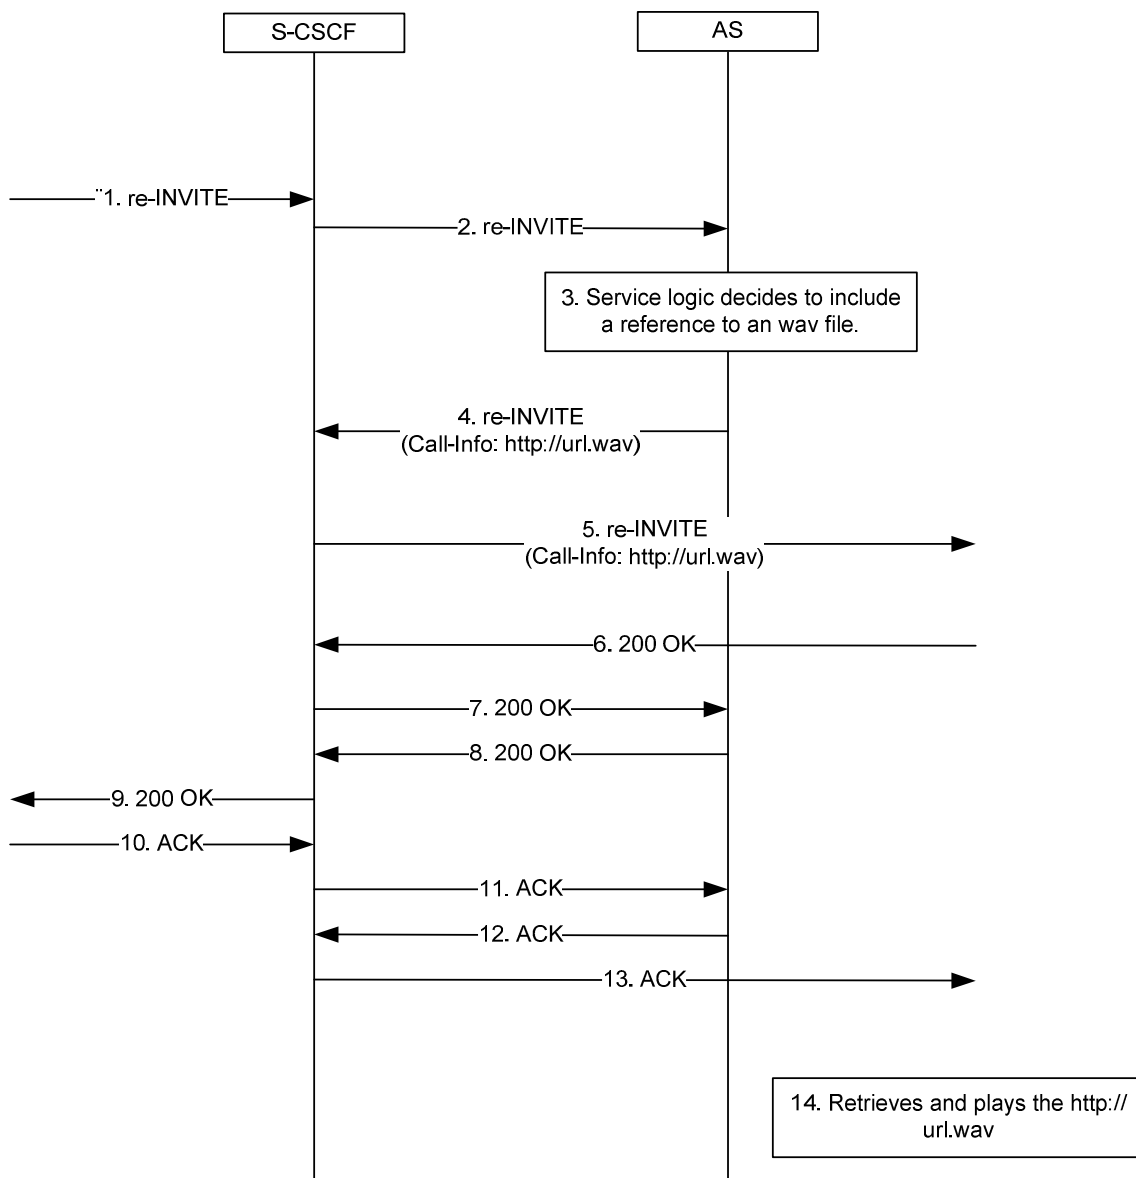 S-CSCF
AS
¨1. re-INVITE
2. re-INVITE
3. Service logic decides to include
a reference to an wav file.
4. re-INVITE
(Call-Info: http://url.wav)
5. re-INVITE
(Call-Info: http://url.wav)
6. 200 OK
7. 200 OK
8. 200 OK
9. 200 OK
10. ACK
11. ACK
12. ACK
13. ACK
14. Retrieves and plays the http://
url.wav